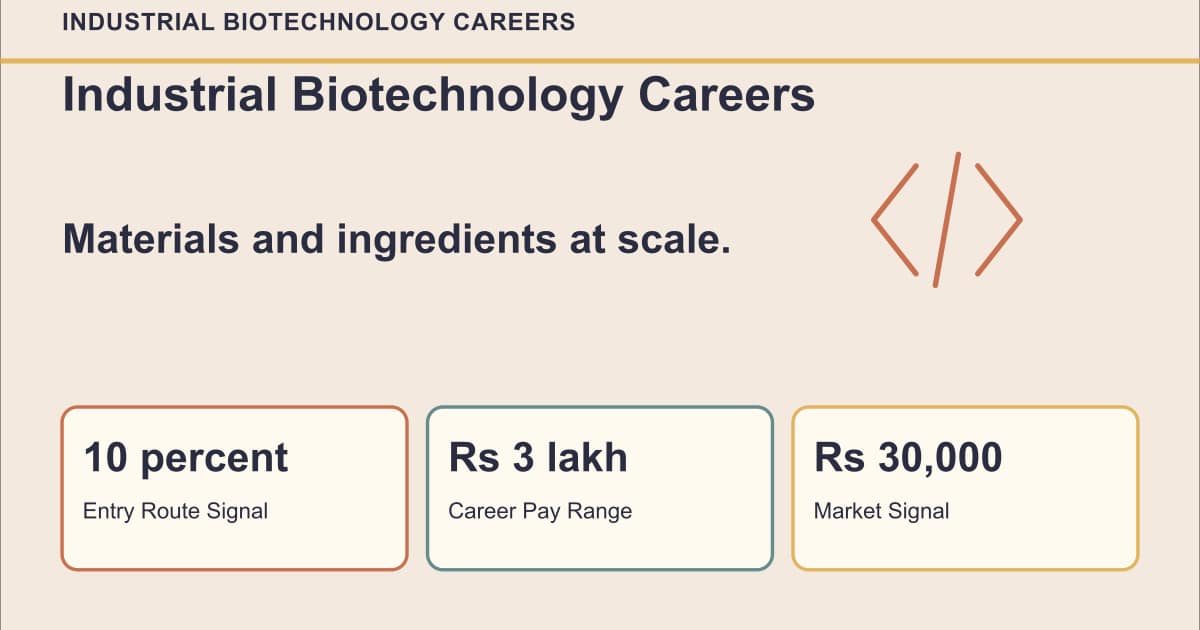 INDUSTRIAL BIOTECHNOLOGY CAREERS
Industrial Biotechnology Careers
Materials and ingredients at scale.
10 percent
Entry Route Signal
Rs 3 lakh
Career Pay Range
Rs 30,000
Market Signal